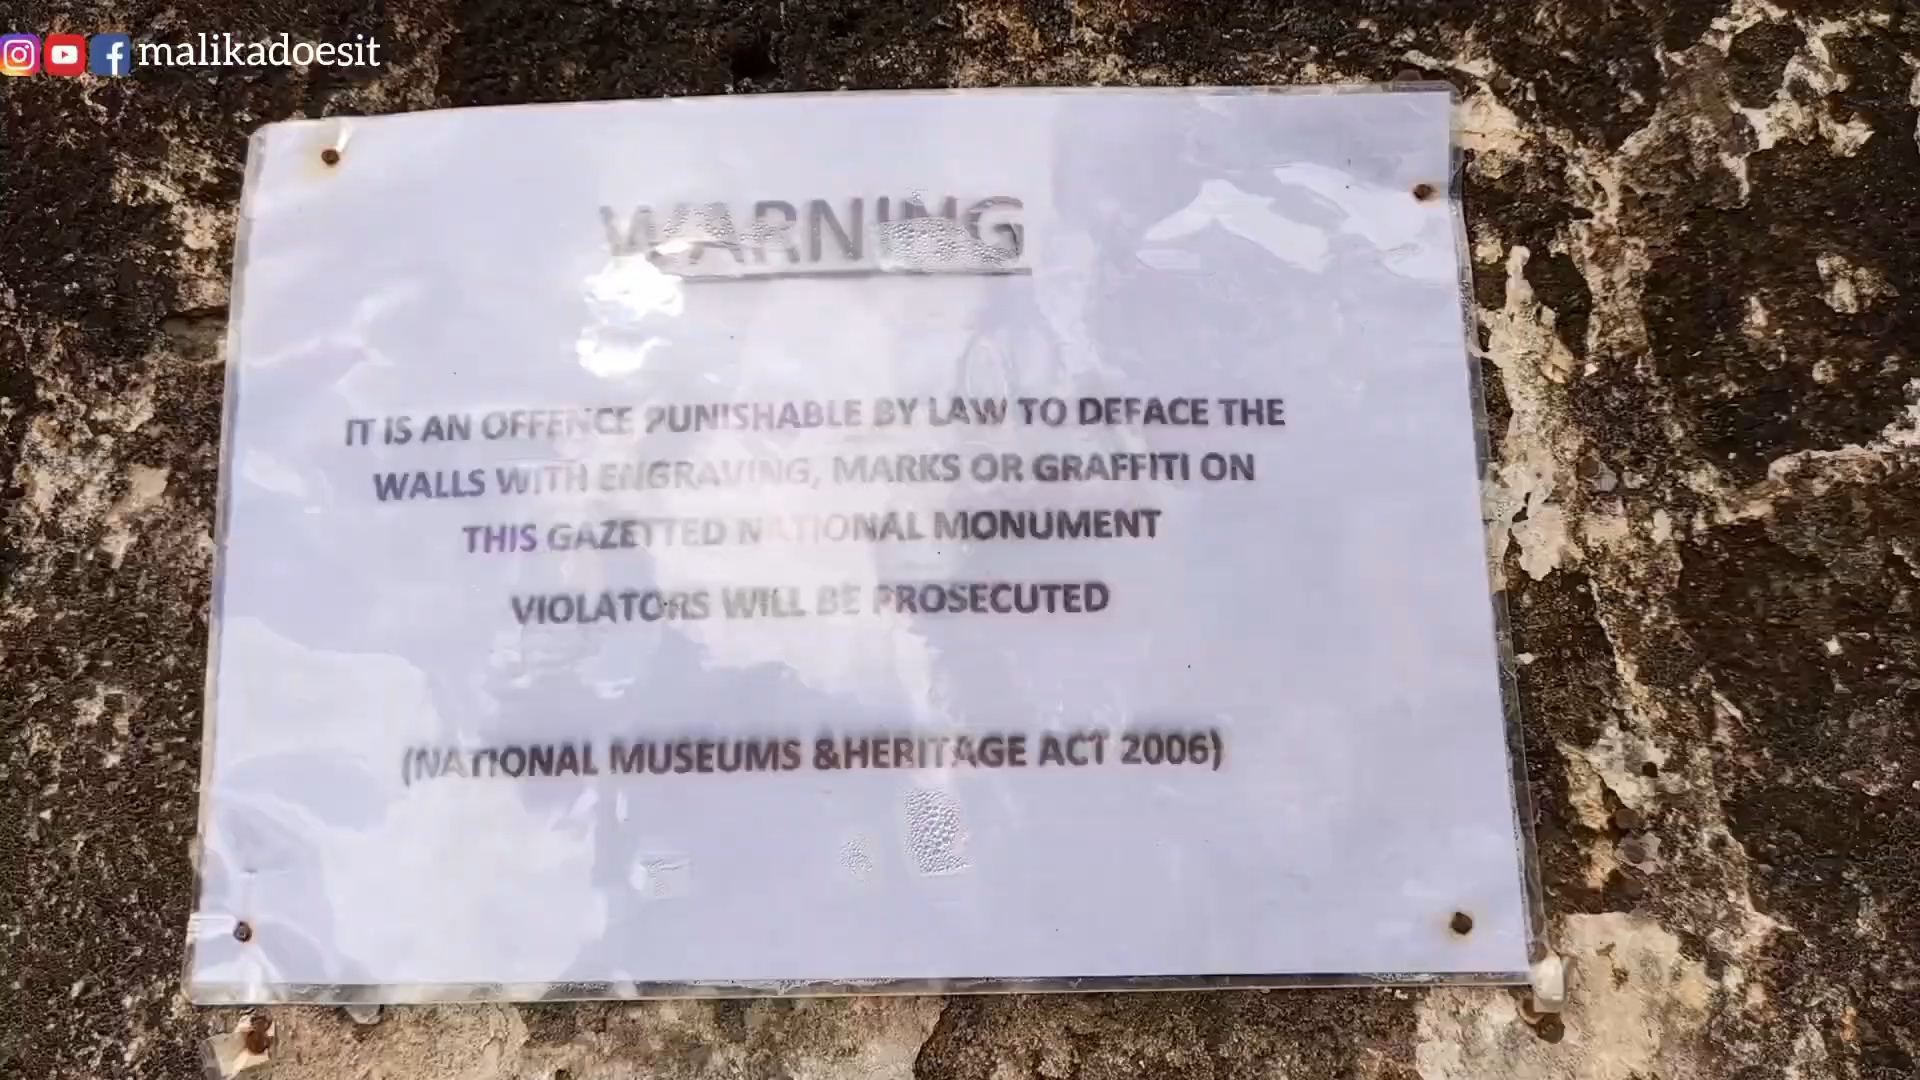 malikadoesit
WARNING
IT IS AN OFFENCE PUNISHABLE BY LAW TO DEFACE THE
WALLS WITH ENGRAVING, MARKS OR GRAFFITI ON
THIS GAZETTED NATIONAL MONUMENT
VIOLATORS WILL BE PROSECUTED
(NATIONAL MUSEUMS &HERITAGE ACT 2006)